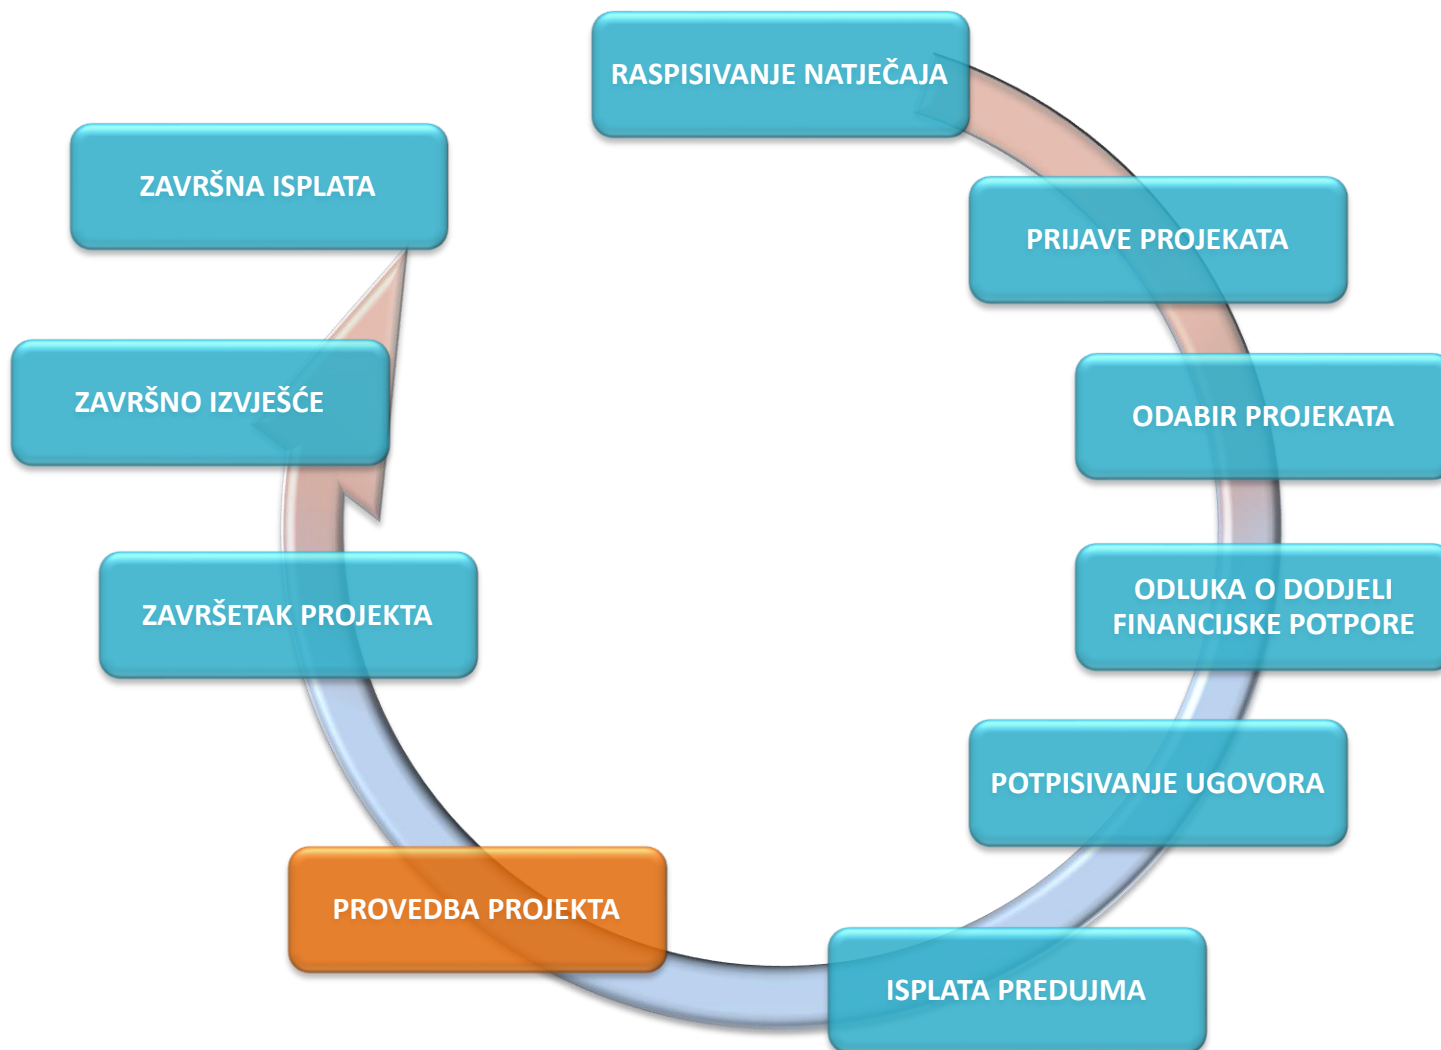 RASPISIVANJE NATJEČAJA
PRIJAVE PROJEKATA
ODABIR PROJEKATA
ODLUKA O DODJELI
FINANCIJSKE POTPORE
POTPISIVANJE UGOVORA
ISPLATA PREDUJMA
PROVEDBA PROJEKTA
ZAVRŠETAK PROJEKTA
ZAVRŠNO IZVJEŠĆE
ZAVRŠNA ISPLATA